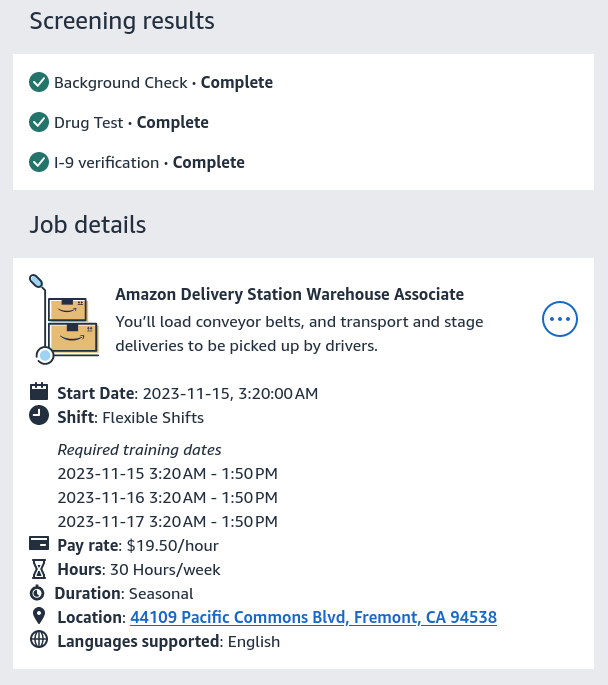 Screening results
Background Check • Complete
Drug Test • Complete
I-9 verification • Complete
Job details
Amazon Delivery Station Warehouse Associate
You’ll load conveyor belts, and transport and stage
deliveries to be picked up by drivers.
Start Date: 2023-11-15, 3:20:00 AM
Shift: Flexible Shifts
Required training dates
2023-11-15 3:20 AM - 1:50 PM
2023-11-16 3:20 AM - 1:50 PM
2023-11-17 3:20 AM - 1:50 PM
Pay rate: $19.50/hour
Hours: 30 Hours/week
Duration: Seasonal
Location: 44109 Pacific Commons Blvd, Fremont, CA 94538
Languages supported: English